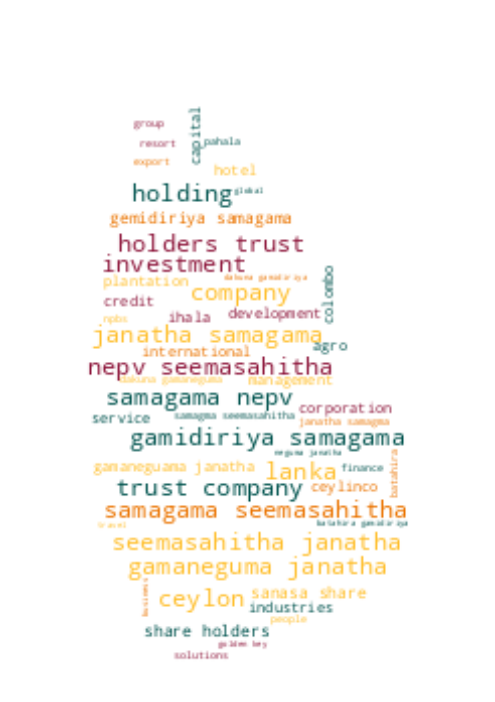 group
capital
resort
pahala
export
hotel
holding
global
gemidiriya samagama
holders trust
investment
dakuna gamidiriya
plantation
company
colombo
credit
development
ihala
npbs
janatha samagama
agro
international
nepv seemasahitha
dakuna gamaneguma
management
samagama nepv
corporation
service
samagma seemasahitha
janatha samagma
gamidiriya samagama
neguma janatha
gamaneguama janatha
lanka
finance
batahira
trust company
ceylinco
samagama seemasahitha
travel
batahira gamidiriya
seemasahitha janatha
gamaneguma janatha
business
ceylon
sanasa share
industries
people
share holders
golden key
solutions